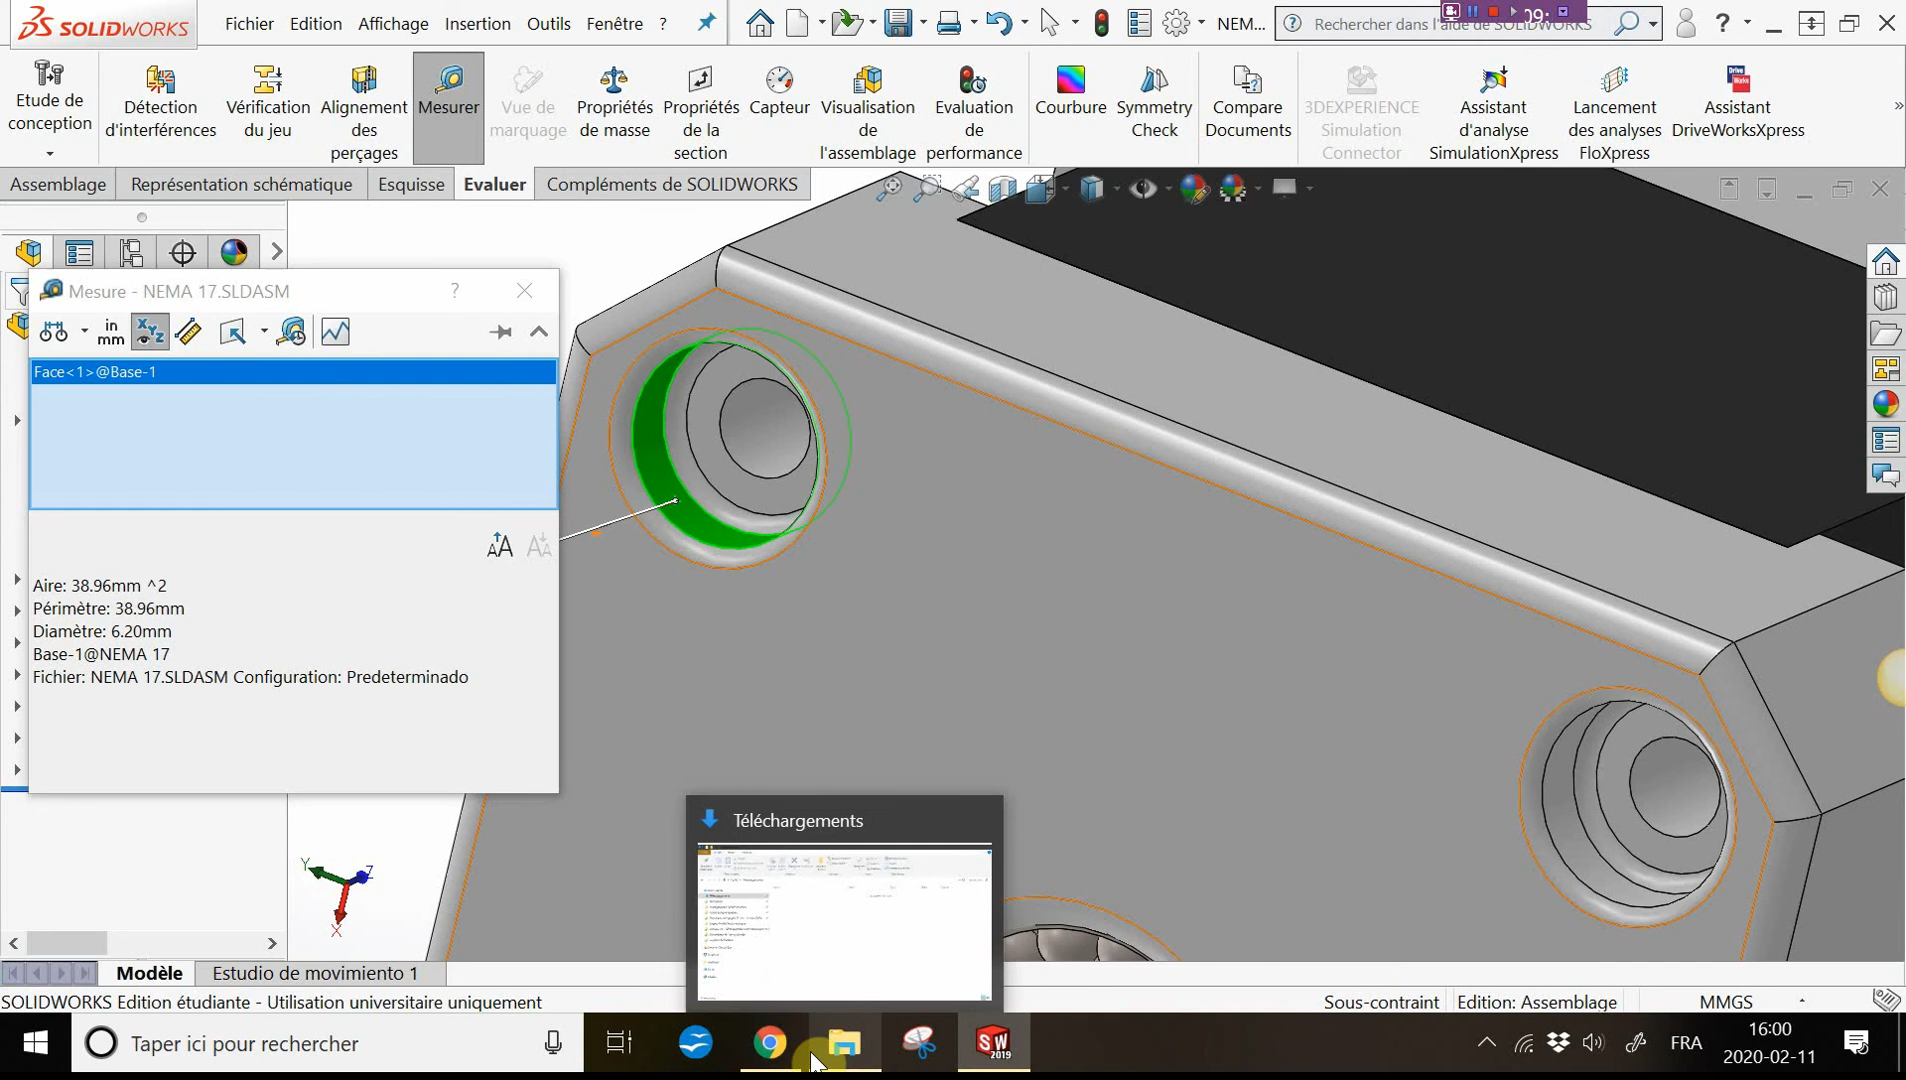 SOLIDWORKS
Fichier Edition Affichage Insertion Outils Fenêtre ?
NEM...
Rechercher dans l'aide de SOLIDWORKS
Etude de conception
Détection d'interférences
Vérification du jeu
Alignement des perçages
Mesurer
Vue de marquage
Propriétés de masse
Propriétés de la section
Capteur
Visualisation de l'assemblage
Evaluation de performance
Courbure
Symmetry Check
Compare Documents
3DEXPERIENCE Simulation Connector
Assistant d'analyse SimulationXpress
Lancement des analyses FloXpress
Assistant DriveWorksXpress
Assemblage Représentation schématique Esquisse Evaluer Compléments de SOLIDWORKS
Mesure - NEMA 17.SLDASM
in
mm
XYZ
Face<1>@Base-1
Aire: 38.96mm ^2
Périmètre: 38.96mm
Diamètre: 6.20mm
Base-1@NEMA 17
Fichier: NEMA 17.SLDASM Configuration: Predeterminado
Y Z
X
Téléchargements
Modèle Estudio de movimiento 1
SOLIDWORKS Edition étudiante - Utilisation universitaire uniquement
Sous-contraint Edition: Assemblage MMGS
Taper ici pour rechercher
SW
2019
FRA
16:00
2020-02-11